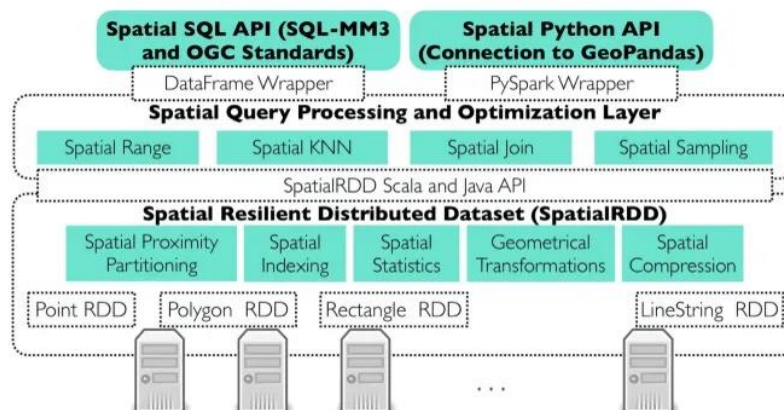 Spatial SQL API (SQL-MM3
and OGC Standards)
Spatial Python API
(Connection to GeoPandas)
DataFrame Wrapper
PySpark Wrapper
Spatial Query Processing and Optimization Layer
Spatial Range
Spatial KNN
Spatial Join
Spatial Sampling
SpatialRDD Scala and Java API
Spatial Resilient Distributed Dataset (SpatialRDD)
Spatial Proximity
Partitioning
Spatial
Indexing
Spatial
Statistics
Geometrical
Transformations
Spatial
Compression
Point RDD
Polygon RDD
Rectangle RDD
LineString RDD
...